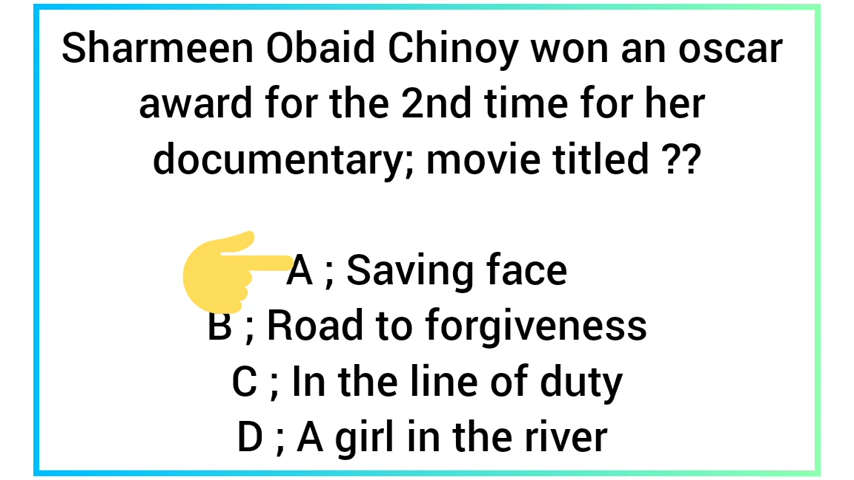 Sharmeen Obaid Chinoy won an oscar
award for the 2nd time for her
documentary; movie titled ??
A ; Saving face
B ; Road to forgiveness
C ; In the line of duty
D ; A girl in the river